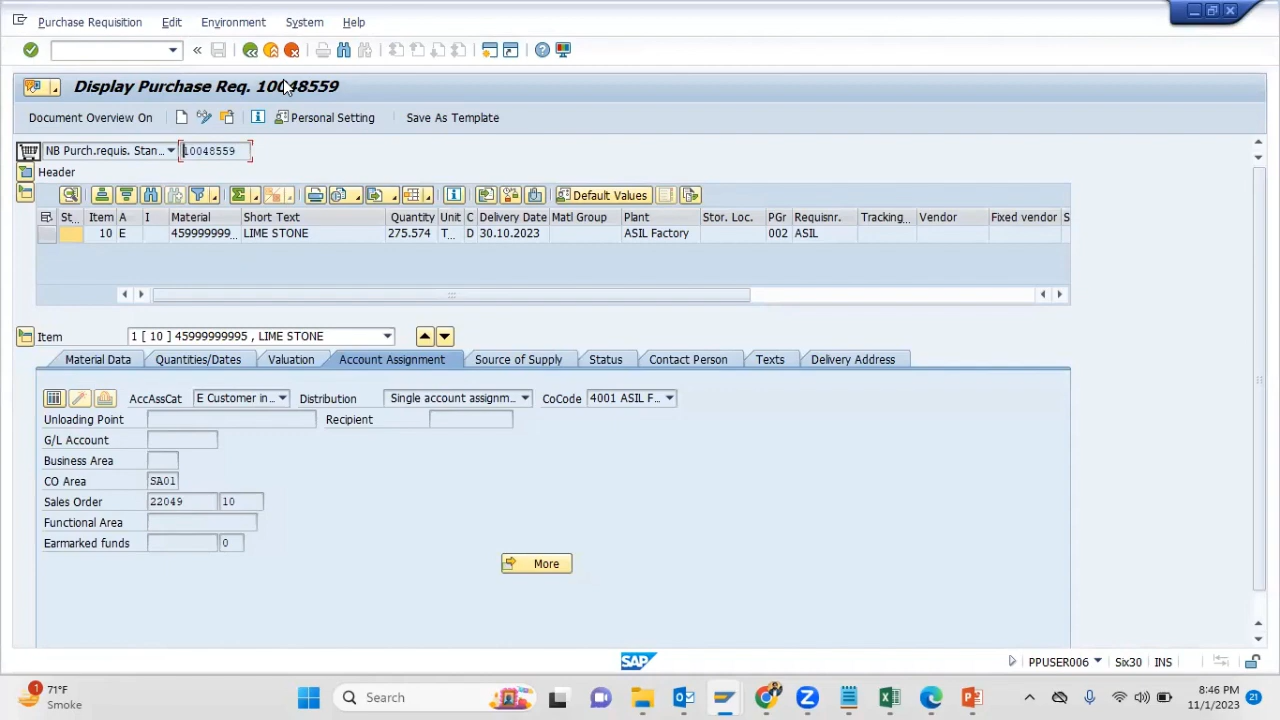 Purchase Requisition Edit Environment System Help
Display Purchase Req. 10048559
Document Overview On Personal Setting Save As Template
NB Purch.requis. Stan... 10048559
Header
Default Values
St... Item A I Material Short Text Quantity Unit C Delivery Date Matl Group Plant Stor. Loc. PGr Requisnr. Tracking... Vendor Fixed vendor S
10 E 459999999... LIME STONE 275.574 T... D 30.10.2023 ASIL Factory 002 ASIL
Item 1 [ 10 ] 45999999995 , LIME STONE
Material Data Quantities/Dates Valuation Account Assignment Source of Supply Status Contact Person Texts Delivery Address
AccAssCat E Customer in... Distribution Single account assignm... CoCode 4001 ASIL F...
Unloading Point Recipient
G/L Account
Business Area
CO Area SA01
Sales Order 22049 10
Functional Area
Earmarked funds 0
More
SAP PPUSER006 Six30 INS
1 71°F Smoke Search 8:46 PM 11/1/2023 21